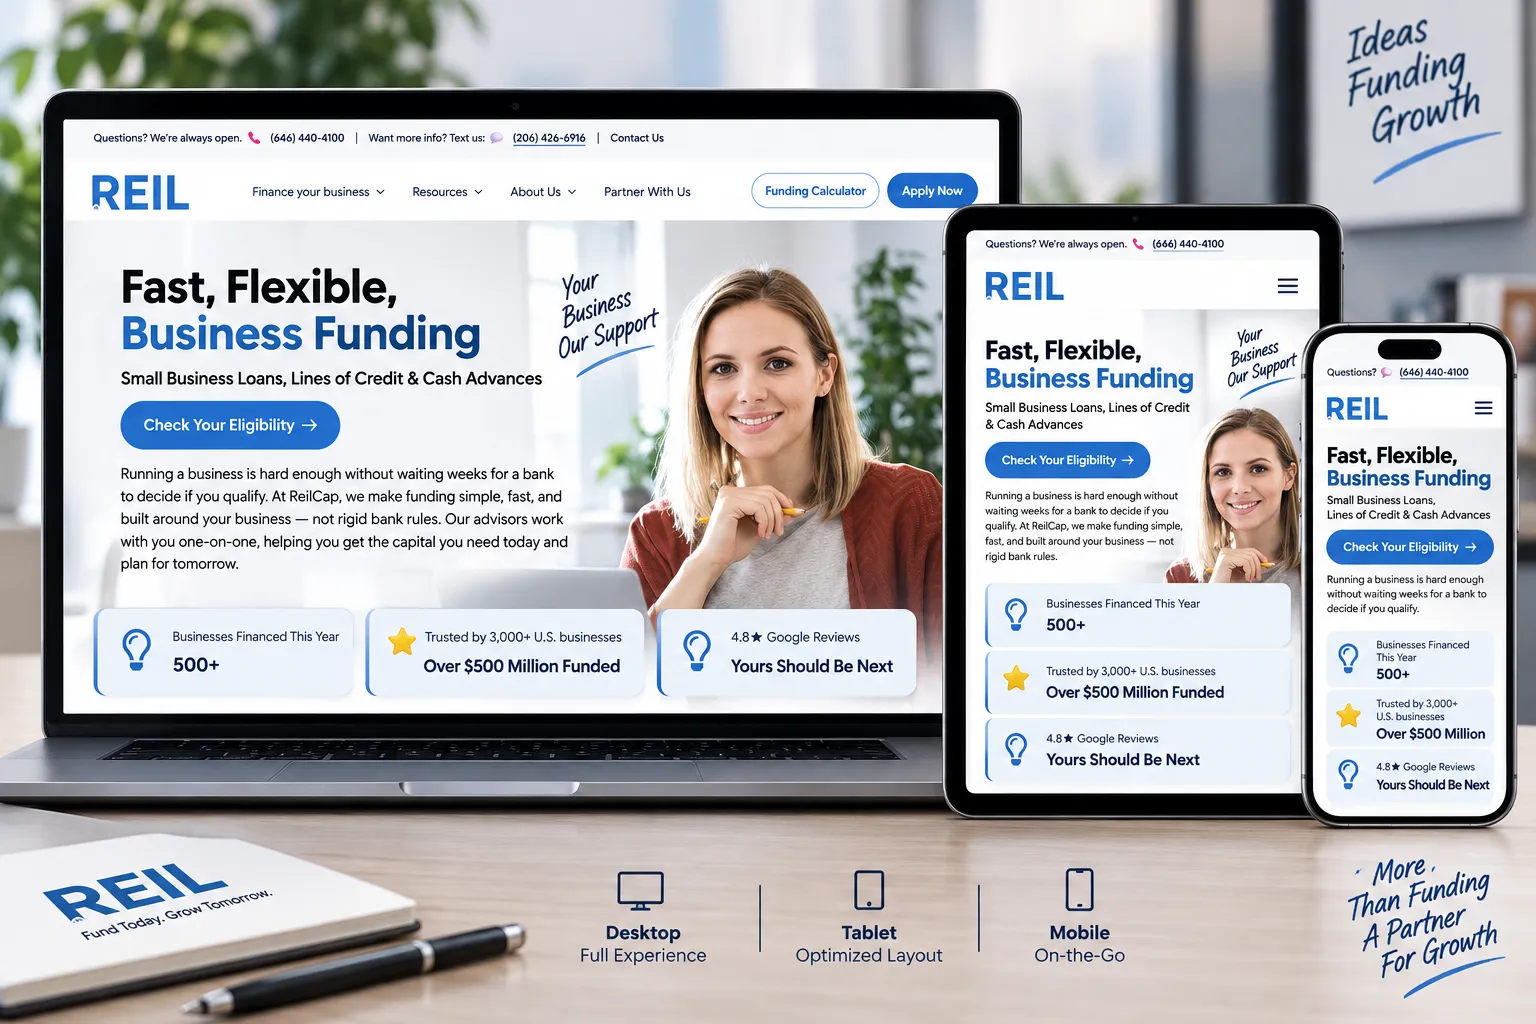 Ideas
Funding
Growth
Questions? We're always open. (646) 440-4100 | Want more info? Text us: (206) 426-6916 | Contact Us
REIL
Finance your business Resources About Us Partner With Us Funding Calculator Apply Now
Fast, Flexible,
Business Funding
Small Business Loans, Lines of Credit & Cash Advances
Check Your Eligibility →
Running a business is hard enough without waiting weeks for a bank
to decide if you qualify. At ReilCap, we make funding simple, fast, and
built around your business — not rigid bank rules. Our advisors work
with you one-on-one, helping you get the capital you need today and
plan for tomorrow.
Your
Business
Our Support
Businesses Financed This Year
500+
Trusted by 3,000+ U.S. businesses
Over $500 Million Funded
4.8★ Google Reviews
Yours Should Be Next
Questions? We're always open. (666) 440-4100
REIL
Fast, Flexible,
Business Funding
Small Business Loans, Lines of Credit
& Cash Advances
Check Your Eligibility →
Running a business is hard enough without
waiting weeks for a bank to decide if you
qualify. At ReilCap, we make funding simple,
fast, and built around your business — not
rigid bank rules.
Your
Business
Our Support
Businesses Financed This Year
500+
Trusted by 3,000+ U.S. businesses
Over $500 Million Funded
4.8★ Google Reviews
Yours Should Be Next
Questions? (646) 440-4100
REIL
Fast, Flexible,
Business Funding
Small Business Loans,
Lines of Credit & Cash Advances
Check Your Eligibility →
Running a business is hard enough
without waiting weeks for a bank to
decide if you qualify.
Businesses Financed
This Year
500+
Trusted by 3,000+
U.S. businesses
Over $500 Million
4.8★ Google Reviews
Yours Should Be Next
REIL
Fund Today. Grow Tomorrow.
Desktop
Full Experience
Tablet
Optimized Layout
Mobile
On-the-Go
More
Than Funding
A Partner
For Growth